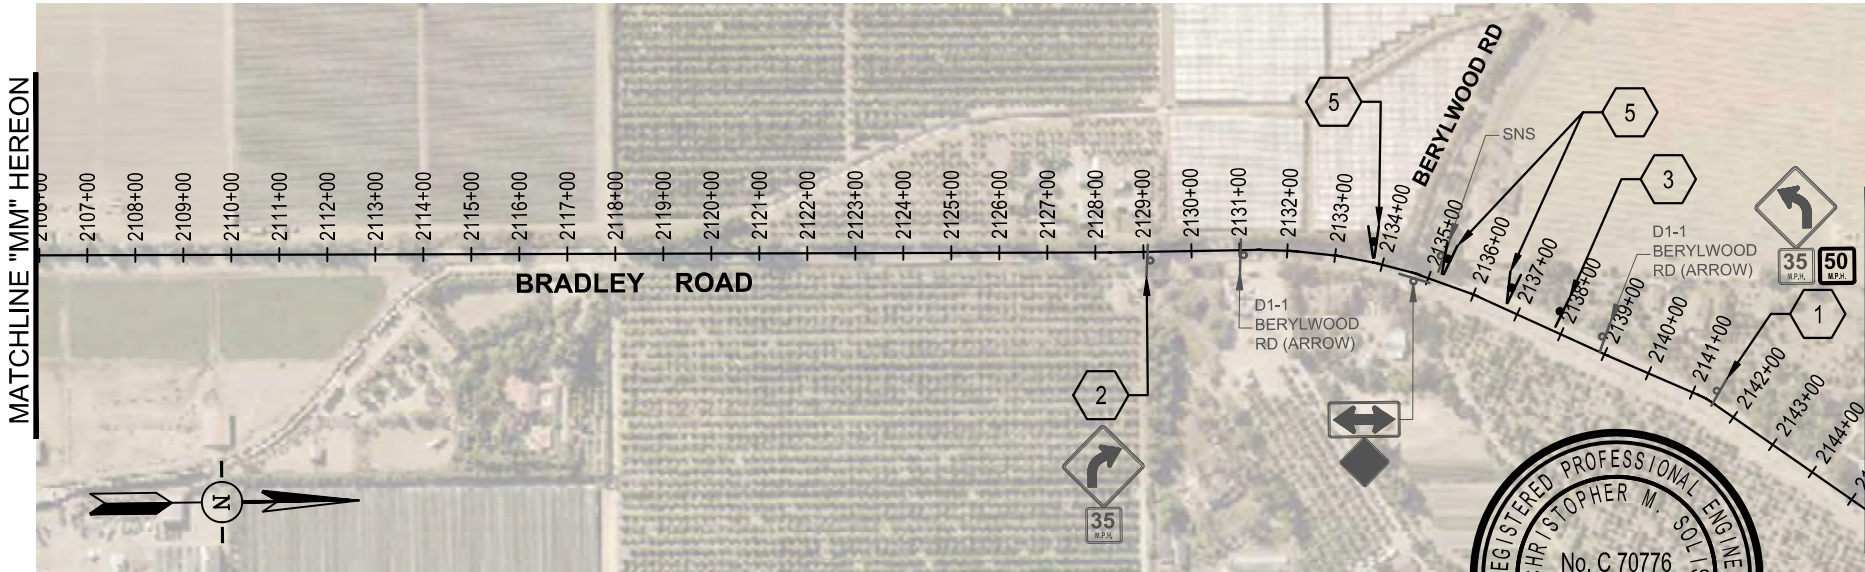 MATCHLINE "MM" HEREON
2106+00
2107+00
2108+00
2109+00
2110+00
2111+00
2112+00
2113+00
2114+00
2115+00
2116+00
2117+00
2118+00
2119+00
2120+00
2121+00
2122+00
2123+00
2124+00
2125+00
2126+00
2127+00
2128+00
2129+00
2130+00
2131+00
2132+00
2133+00
2134+00
2135+00
2136+00
2137+00
2138+00
2139+00
2140+00
2141+00
2142+00
2143+00
2144+00
BRADLEY ROAD
BERYLWOOD RD
5
SNS
5
3
D1-1
BERYLWOOD
RD (ARROW)
35
M.P.H.
50
M.P.H.
1
D1-1
BERYLWOOD
RD (ARROW)
2
35
M.P.H.
N
REGISTERED PROFESSIONAL ENGINE
CHRISTOPHER M. SOLIS
No. C 70776